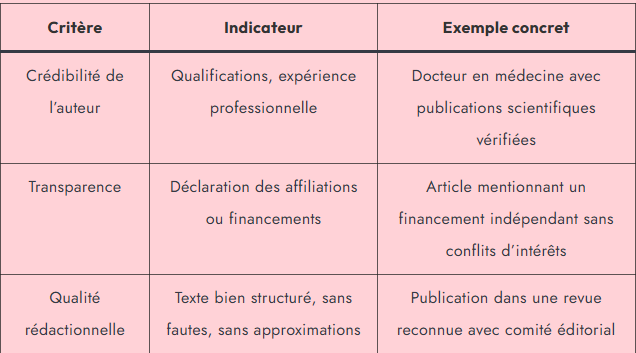 Critère Indicateur Exemple concret
Crédibilité de Qualifications, expérience Docteur en médecine avec
l’auteur professionnelle publications scientifiques
vérifiées
Transparence Déclaration des affiliations Article mentionnant un
ou financements financement indépendant sans
conflits d’intérêts
Qualité Texte bien structuré, sans Publication dans une revue
rédactionnelle fautes, sans approximations reconnue avec comité éditorial